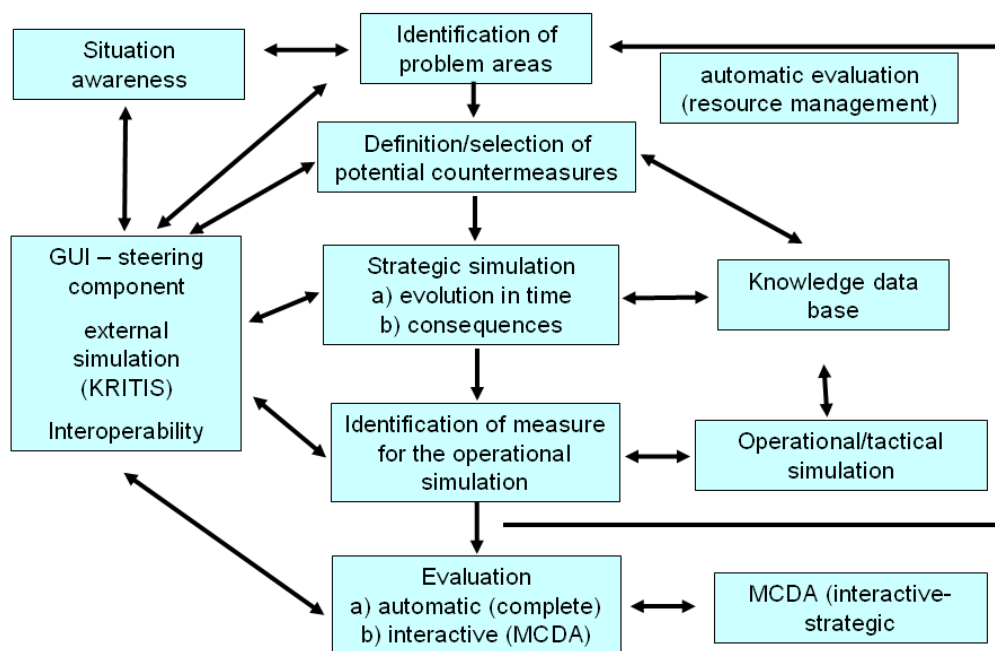 Situation
awareness
Identification of
problem areas
automatic evaluation
(resource management)
Definition/selection of
potential countermeasures
GUI – steering
component
external
simulation
(KRITIS)
Interoperability
Strategic simulation
a) evolution in time
b) consequences
Knowledge data
base
Identification of measure
for the operational
simulation
Operational/tactical
simulation
Evaluation
a) automatic (complete)
b) interactive (MCDA)
MCDA (interactive-
strategic